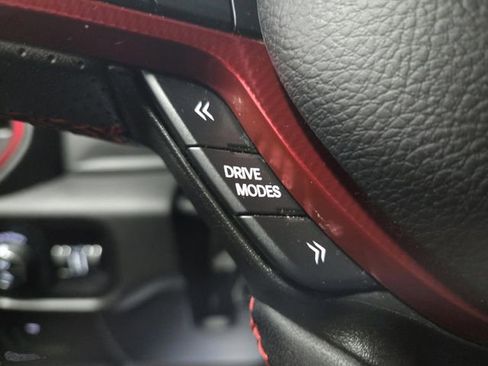 «
DRIVE
MODES
»